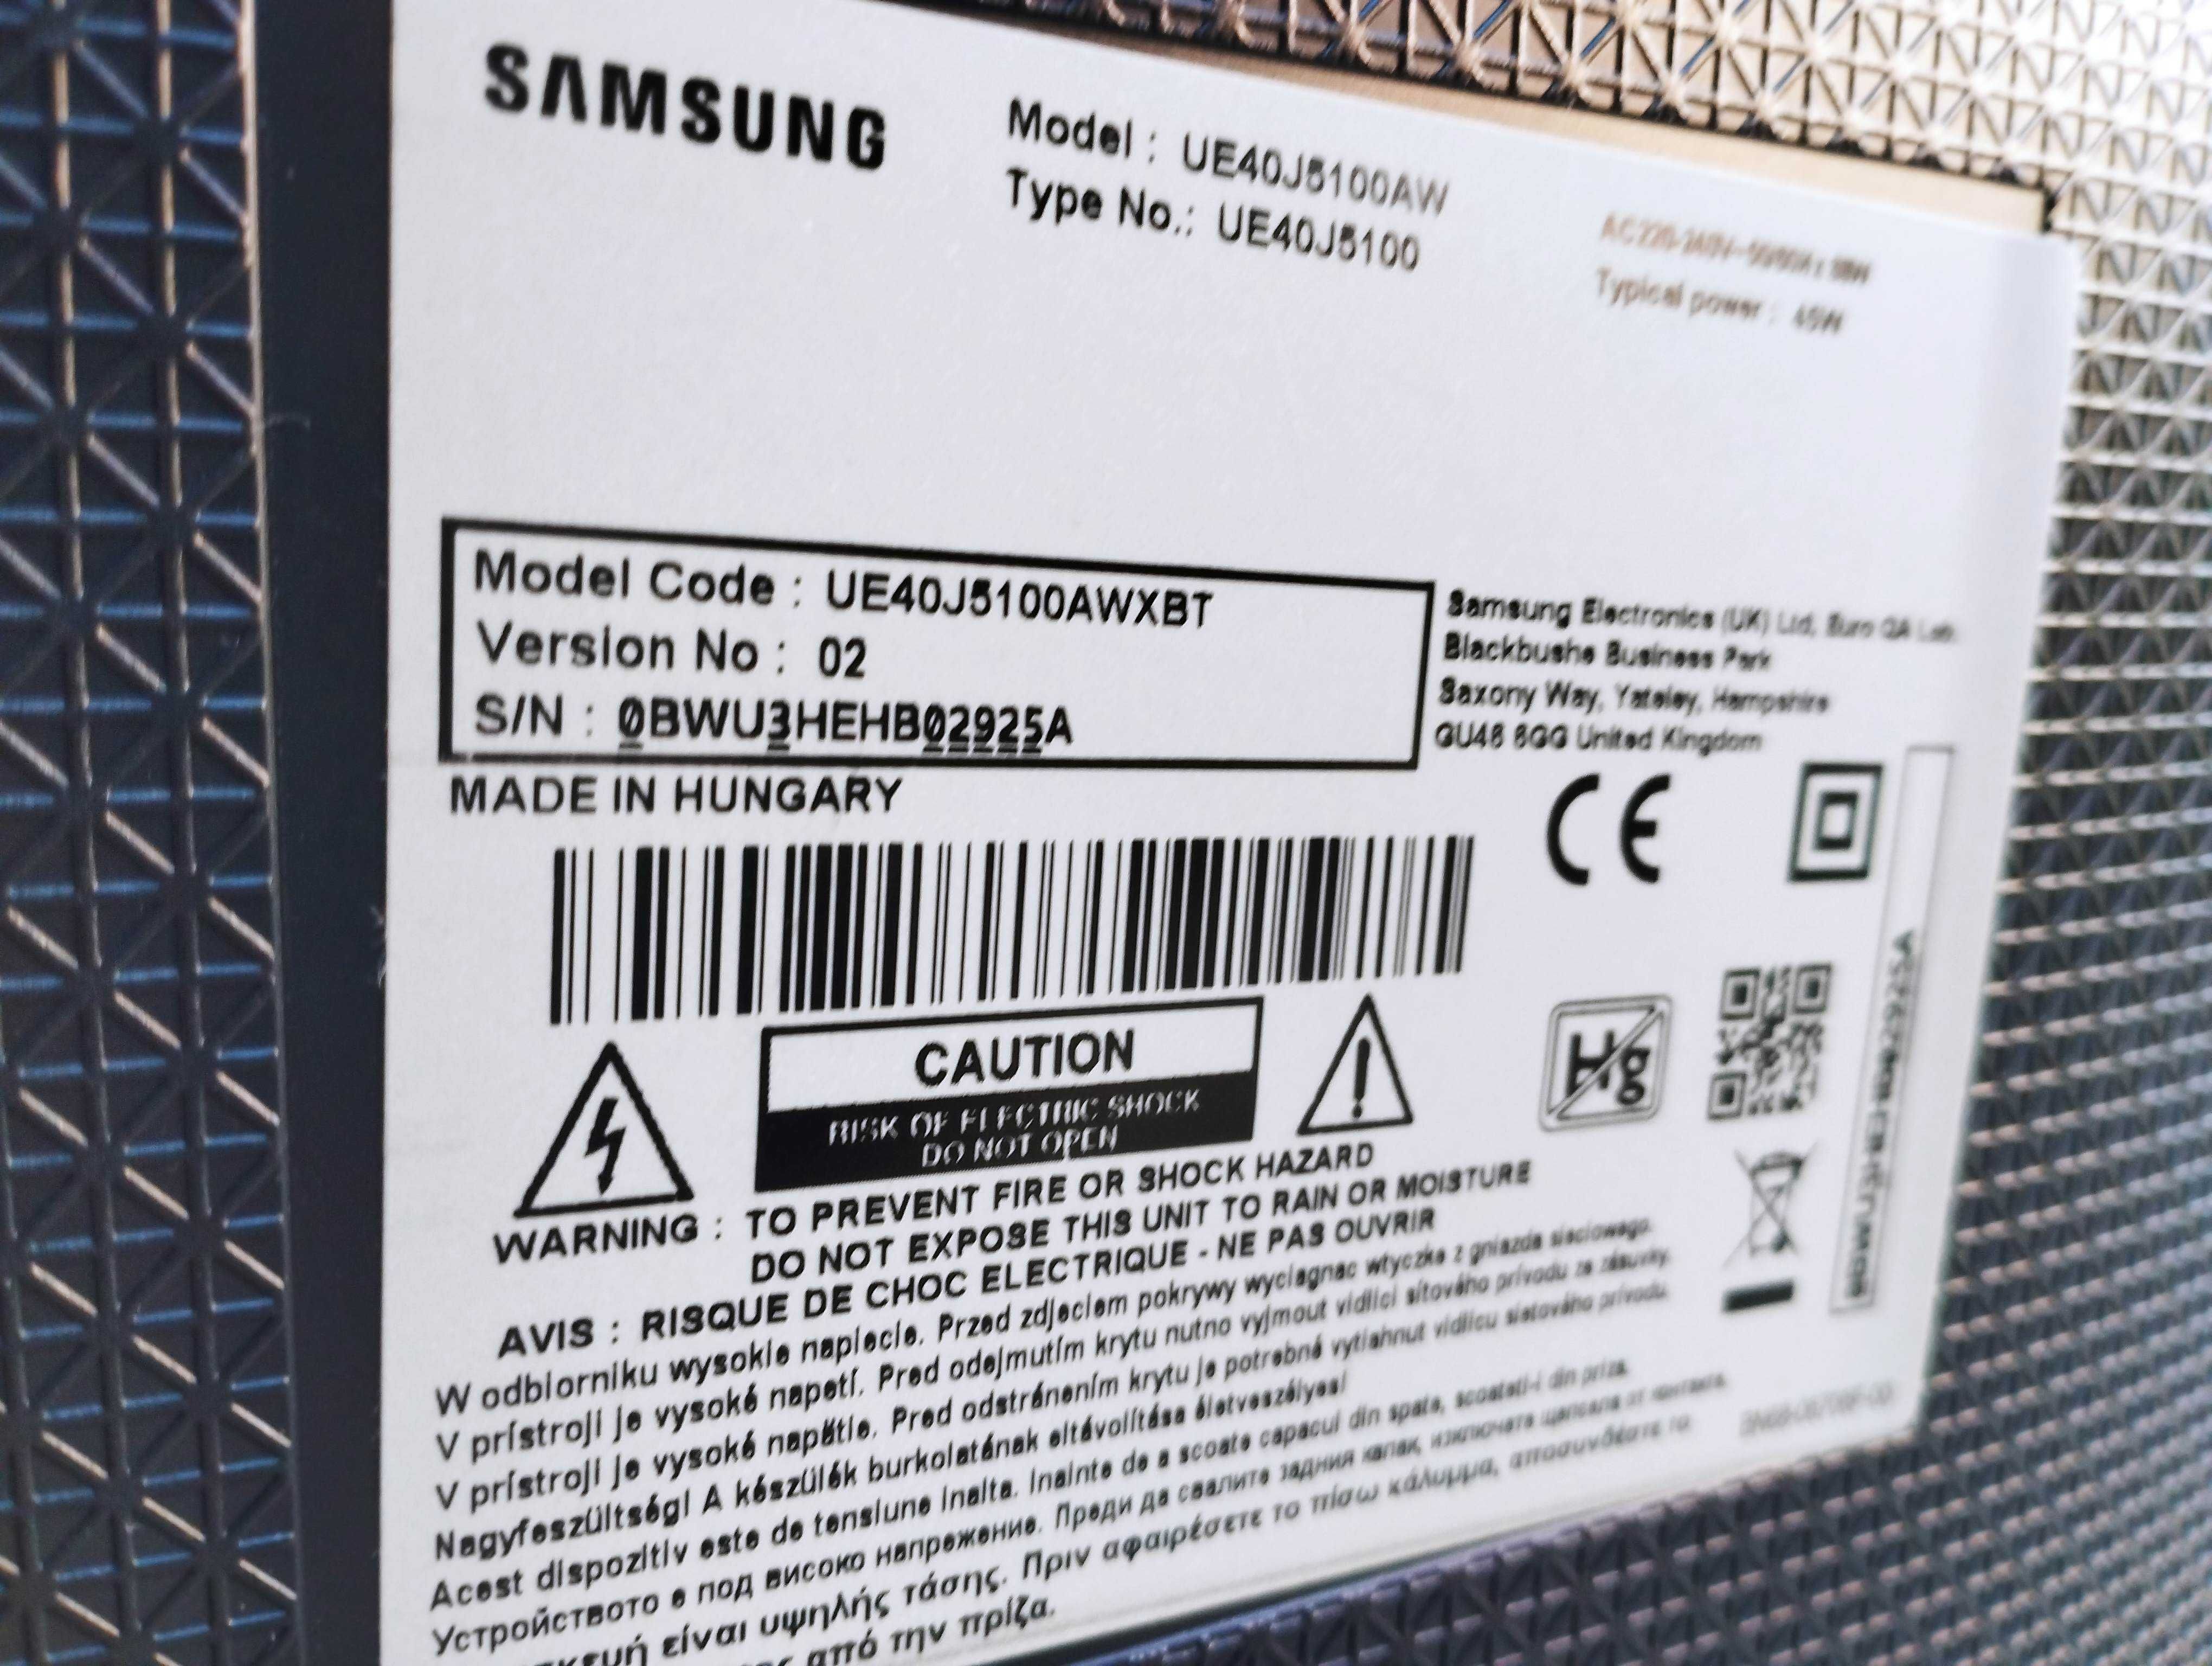 SAMSUNG
Model : UE40J5100AW
Type No.: UE40J5100
Typical power : 45W
Model Code : UE40J5100AWXBT
Version No : 02
S/N : 0BWU3HEHB02925A
Samsung Electronics (UK) Ltd, Euro QA Lab.
Blackbushe Business Park
Saxony Way, Yateley, Hampshire
GU46 6GG United Kingdom
MADE IN HUNGARY
CE
Hg
CAUTION
RISK OF ELECTRIC SHOCK
DO NOT OPEN
WARNING : TO PREVENT FIRE OR SHOCK HAZARD
DO NOT EXPOSE THIS UNIT TO RAIN OR MOISTURE
AVIS : RISQUE DE CHOC ELECTRIQUE - NE PAS OUVRIR
W odbiorniku wysokie napiecie. Przed zdjeciem pokrywy wyciagnac wtyczke z gniazda sieciowego.
V prístroji je vysoké napetí. Pred odejmutím krytu nutno vyjmout vidlici sítového prívodu ze zásuvky.
V prístroji je vysoké napätie. Pred odstránením krytu je potrebné vytiahnut vidlicu sietového prívodu.
Nagyfeszültség! A készülék burkolatának eltávolítása életveszélyes!
Acest dispozitiv este de tensiune inalta. Inainte de a scoate capacul din spate, scoateti-l din priza.
Устройството е под високо напрежение. Преди да свалите задния капак, изключете щепсела от контакта.
είναι υψηλής τάσης. Πριν αφαιρέσετε το πίσω κάλυμμα, αποσυνδέστε το
από την πρίζα.